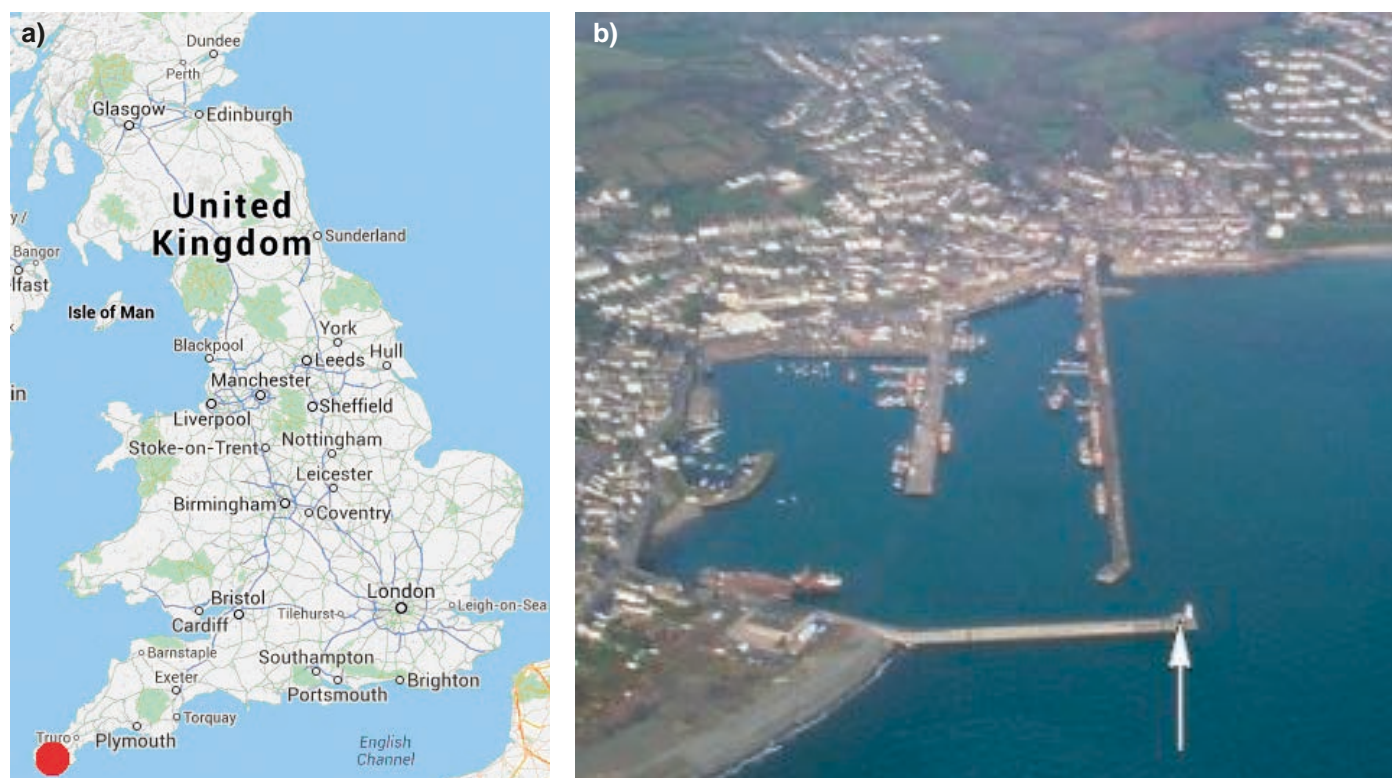 a)
Dundee
Perth
Glasgow
Edinburgh
United
Kingdom
Sunderland
y /
Bangor
lfast
Isle of Man
York
Blackpool
Leeds
Hull
in
Manchester
Liverpool
Sheffield
Stoke-on-Trent
Nottingham
Leicester
Birmingham
Coventry
London
Bristol
Tilehurst
Leigh-on-Sea
Cardiff
Barnstaple
Southampton
Exeter
Portsmouth
Brighton
Torquay
Truro
Plymouth
English
Channel
b)